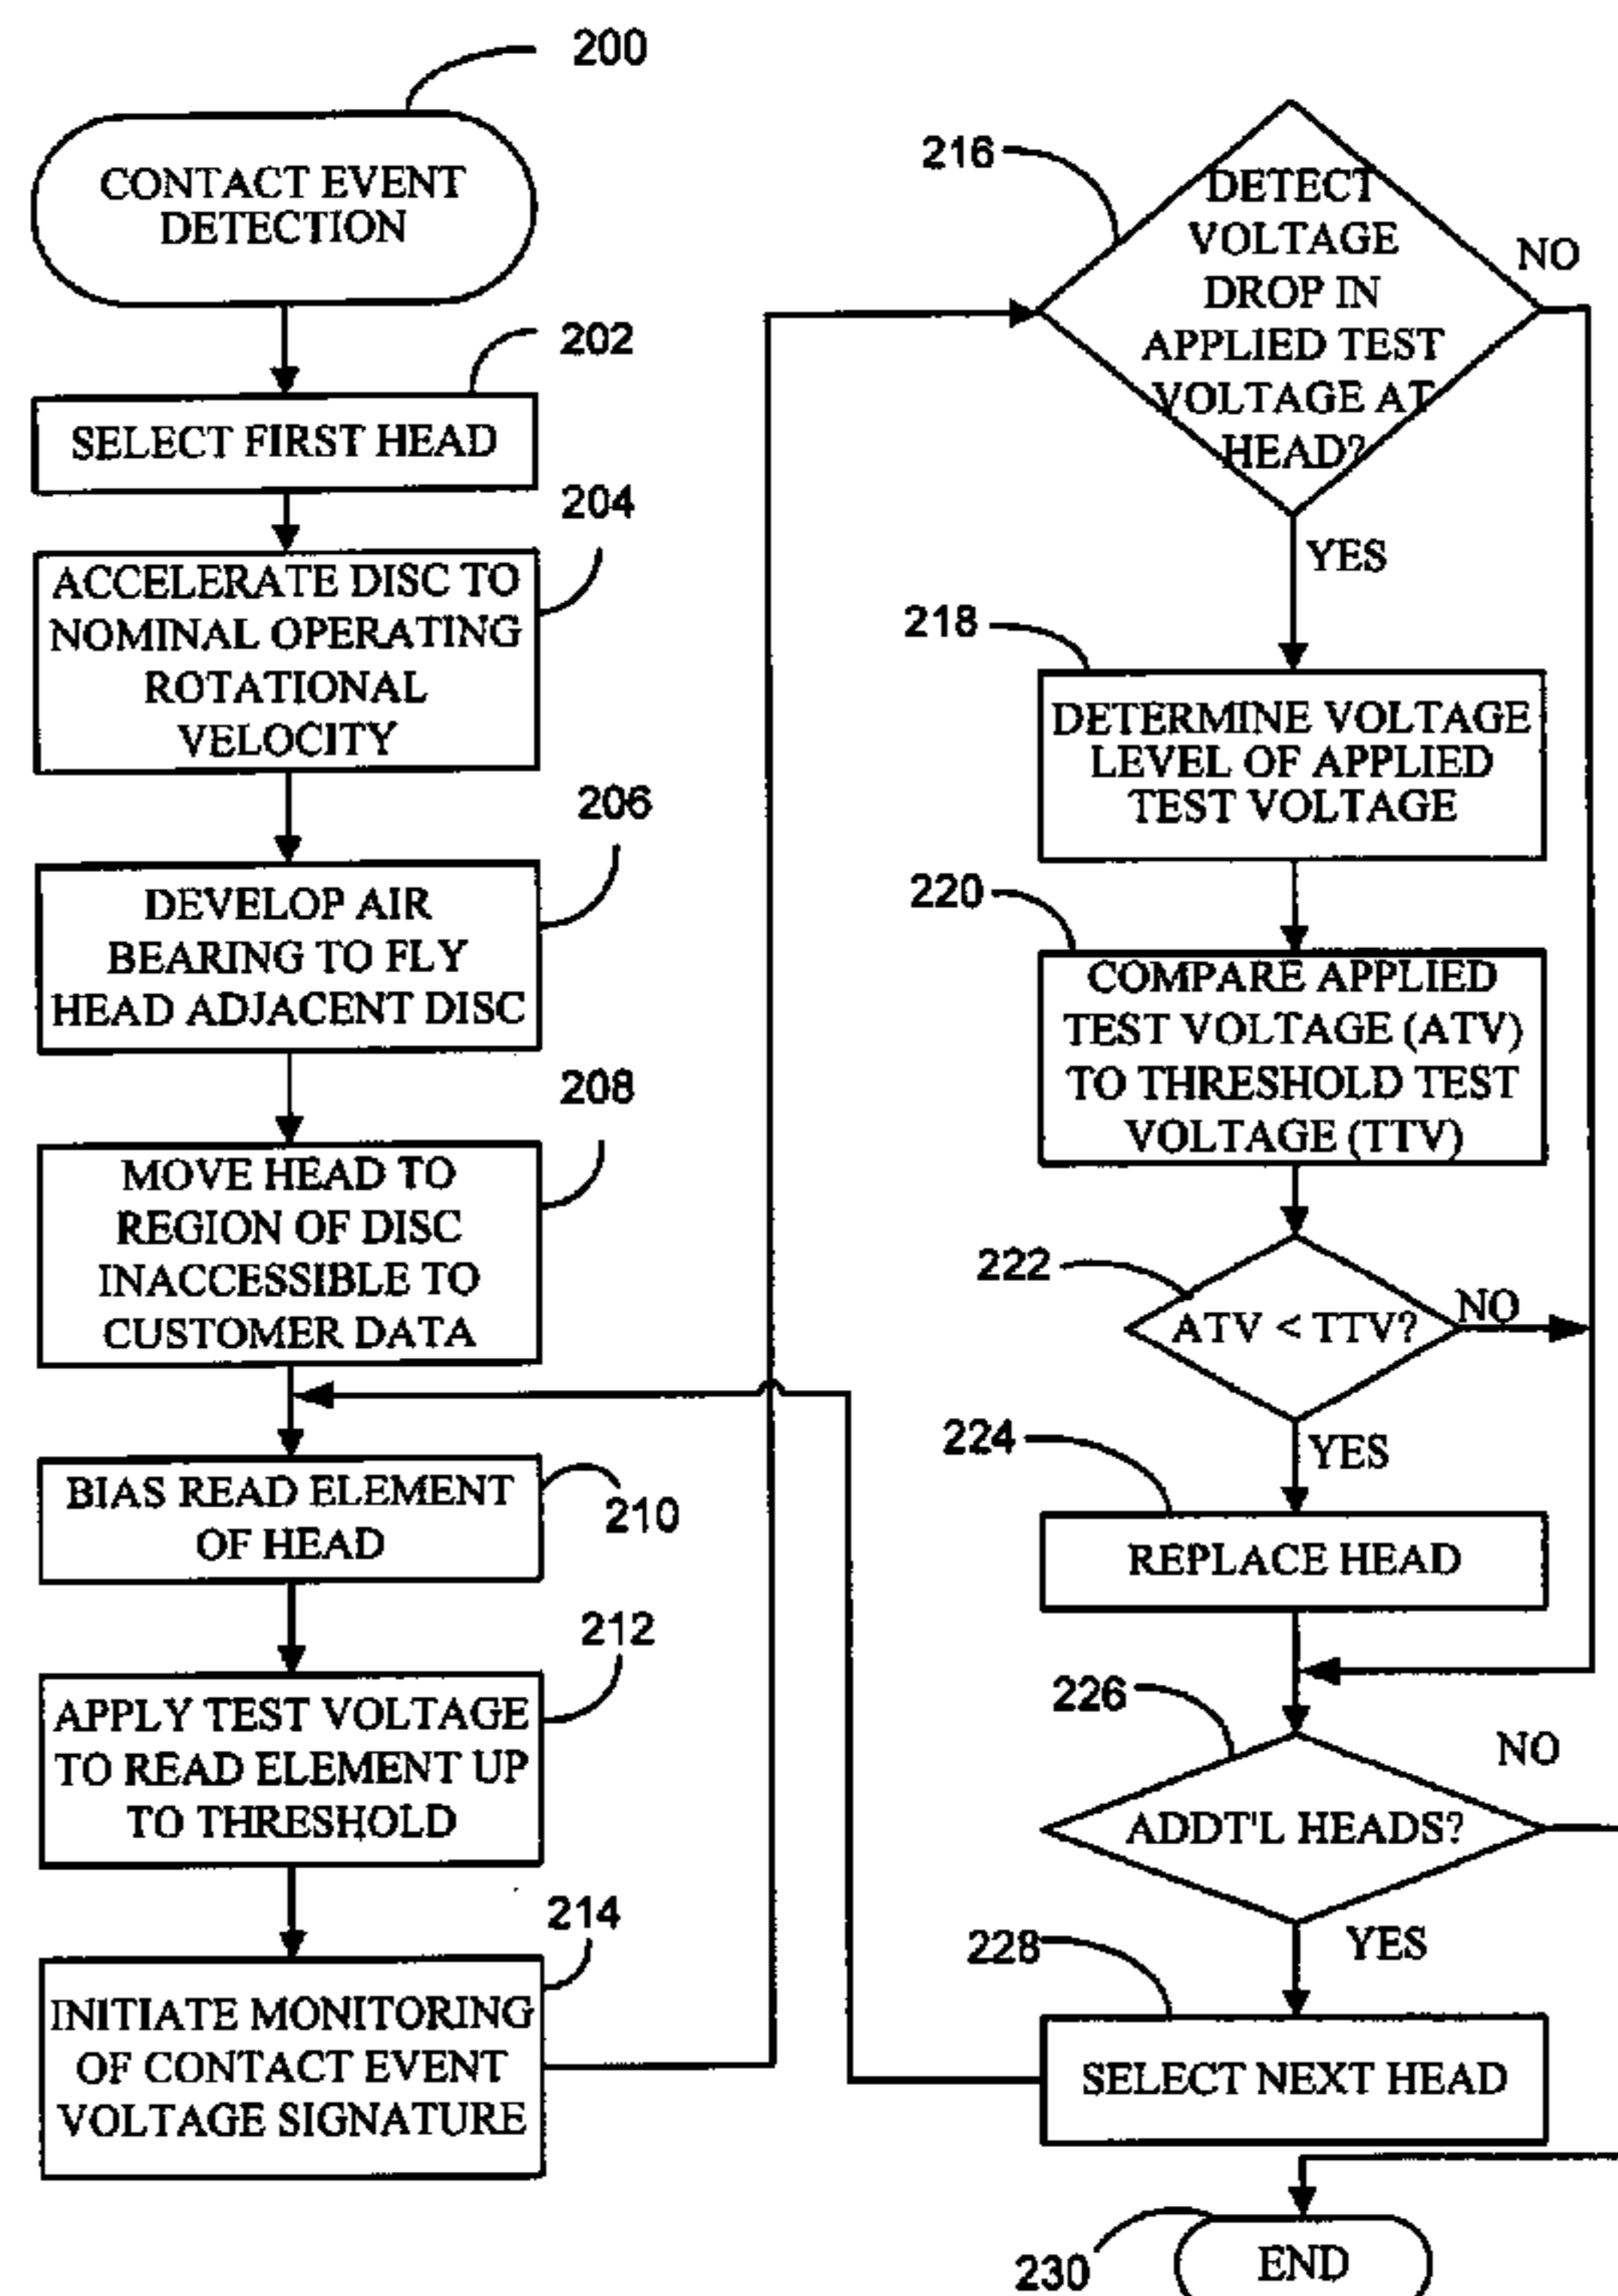 200
CONTACT EVENT
DETECTION
202
SELECT FIRST HEAD
204
ACCELERATE DISC TO
NOMINAL OPERATING
ROTATIONAL
VELOCITY
206
DEVELOP AIR
BEARING TO FLY
HEAD ADJACENT DISC
208
MOVE HEAD TO
REGION OF DISC
INACCESSIBLE TO
CUSTOMER DATA
BIAS READ ELEMENT
OF HEAD
210
212
APPLY TEST VOLTAGE
TO READ ELEMENT UP
TO THRESHOLD
214
INITIATE MONITORING
OF CONTACT EVENT
VOLTAGE SIGNATURE
216
DETECT
VOLTAGE
DROP IN
APPLIED TEST
VOLTAGE AT
HEAD?
NO
YES
218
DETERMINE VOLTAGE
LEVEL OF APPLIED
TEST VOLTAGE
220
COMPARE APPLIED
TEST VOLTAGE (ATV)
TO THRESHOLD TEST
VOLTAGE (TTV)
222
ATV < TTV?
NO
YES
224
REPLACE HEAD
226
ADDT'L HEADS?
NO
YES
228
SELECT NEXT HEAD
230
END